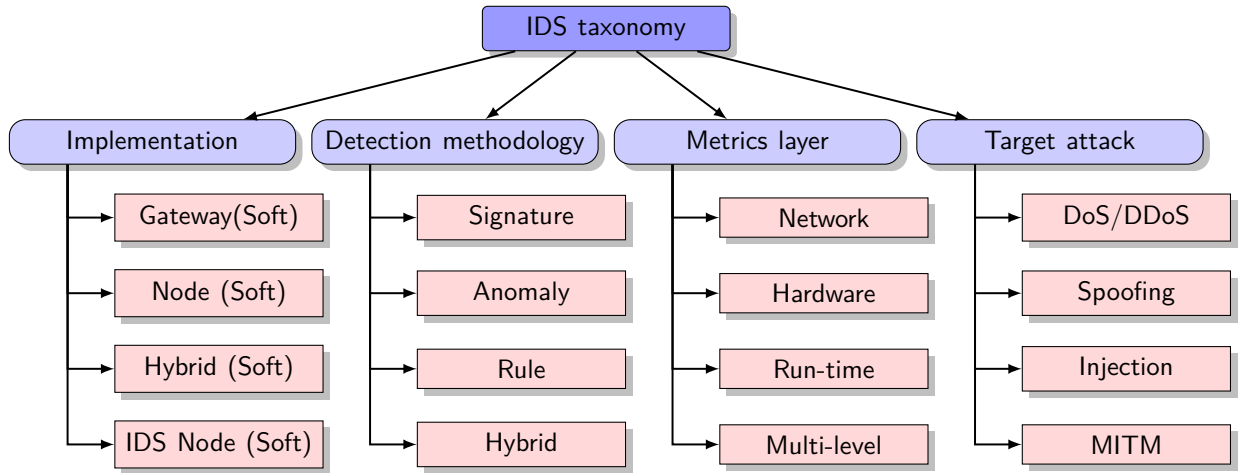 IDS taxonomy
Implementation
Detection methodology
Metrics layer
Target attack
Gateway(Soft)
Signature
Network
DoS/DDoS
Node (Soft)
Anomaly
Hardware
Spoofing
Hybrid (Soft)
Rule
Run-time
Injection
IDS Node (Soft)
Hybrid
Multi-level
MITM